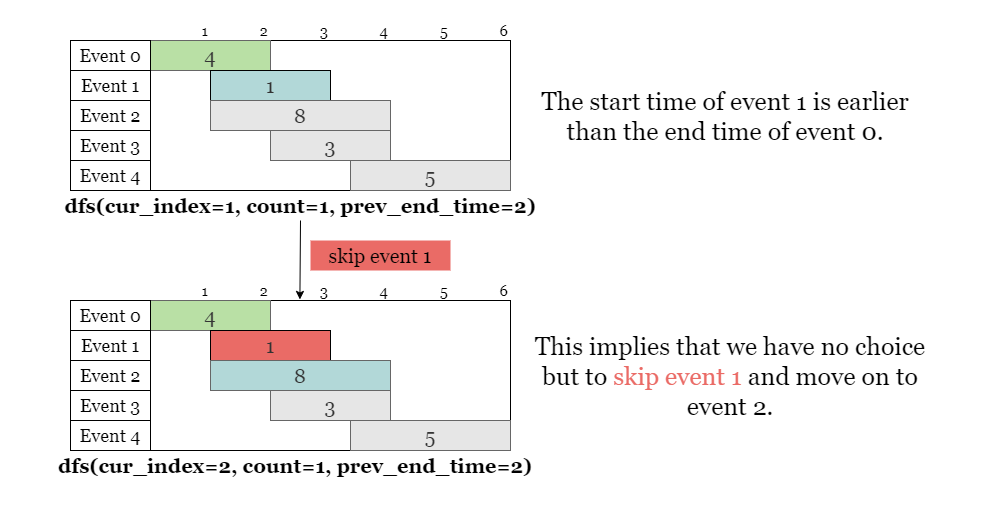 1 2 3 4 5 6
Event 0 4
Event 1 1
Event 2 8
Event 3 3
Event 4 5
dfs(cur_index=1, count=1, prev_end_time=2)
The start time of event 1 is earlier
than the end time of event 0.
skip event 1
1 2 3 4 5 6
Event 0 4
Event 1 1
Event 2 8
Event 3 3
Event 4 5
dfs(cur_index=2, count=1, prev_end_time=2)
This implies that we have no choice
but to skip event 1 and move on to
event 2.